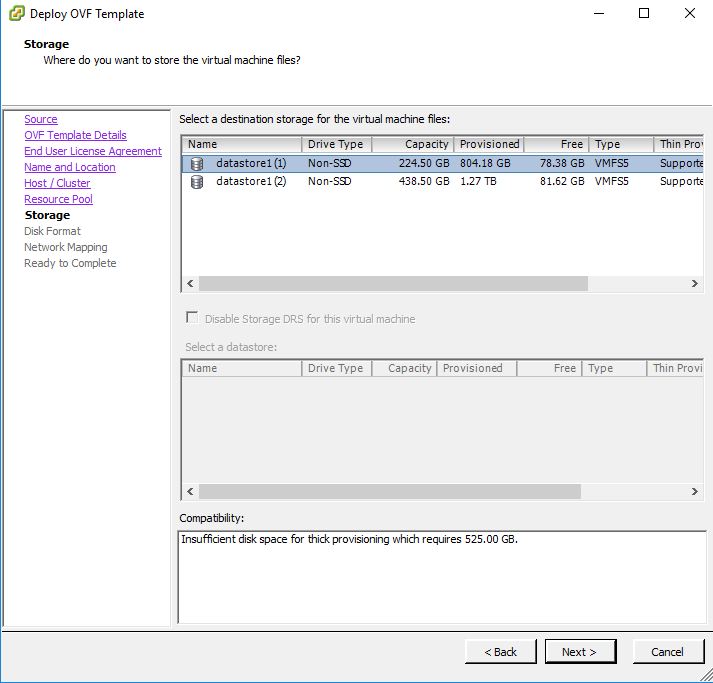 Deploy OVF Template
Storage
Where do you want to store the virtual machine files?
Source
OVF Template Details
End User License Agreement
Name and Location
Host / Cluster
Resource Pool
Storage
Disk Format
Network Mapping
Ready to Complete
Select a destination storage for the virtual machine files:
Name Drive Type Capacity Provisioned Free Type Thin Prov
datastore1 (1) Non-SSD 224.50 GB 804.18 GB 78.38 GB VMFS5 Supporte
datastore1 (2) Non-SSD 438.50 GB 1.27 TB 81.62 GB VMFS5 Supporte
Disable Storage DRS for this virtual machine
Select a datastore:
Name Drive Type Capacity Provisioned Free Type Thin Provi
Compatibility:
Insufficient disk space for thick provisioning which requires 525.00 GB.
< Back Next > Cancel